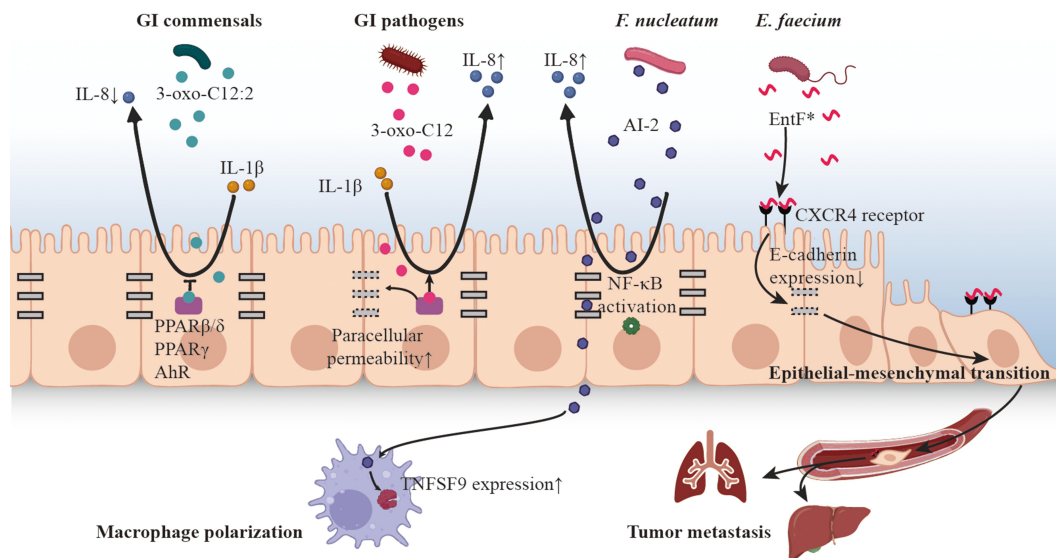 GI commensals
GI pathogens
F. nucleatum
E. faecium
IL-8↓
3-oxo-C12:2
IL-1β
IL-8↑
3-oxo-C12
IL-1β
IL-8↑
AI-2
EntF*
CXCR4 receptor
E-cadherin
expression↓
PPARβ/δ
PPARγ
AhR
Paracellular
permeability↑
NF-κB
activation
Epithelial-mesenchymal transition
TNFSF9 expression↑
Macrophage polarization
Tumor metastasis